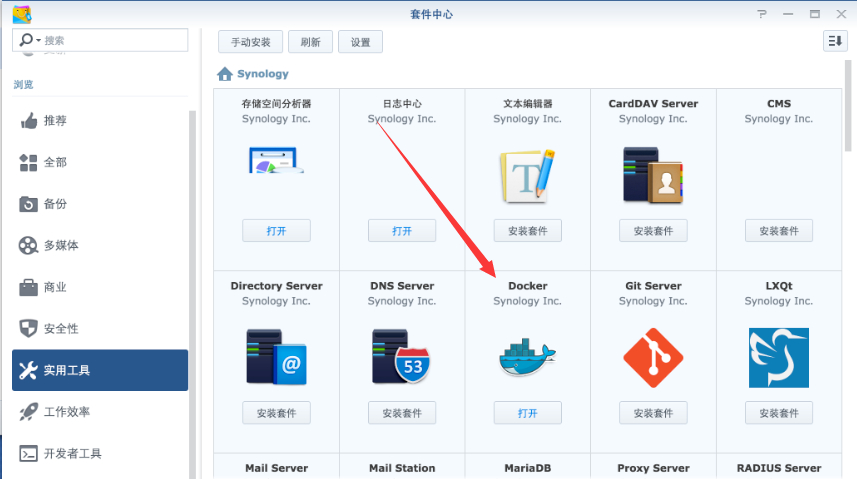 套件中心
搜索
手动安装 刷新 设置
浏览
推荐
全部
备份
多媒体
商业
安全性
实用工具
工作效率
开发者工具
Synology
存储空间分析器
Synology Inc.
打开
日志中心
Synology Inc.
打开
文本编辑器
Synology Inc.
T
安装套件
CardDAV Server
Synology Inc.
安装套件
CMS
Synology Inc.
安装套件
Directory Server
Synology Inc.
@
安装套件
DNS Server
Synology Inc.
53
安装套件
Docker
Synology Inc.
打开
Git Server
Synology Inc.
安装套件
LXQt
Synology Inc.
安装套件
Mail Server
Mail Station
MariaDB
Proxy Server
RADIUS Server